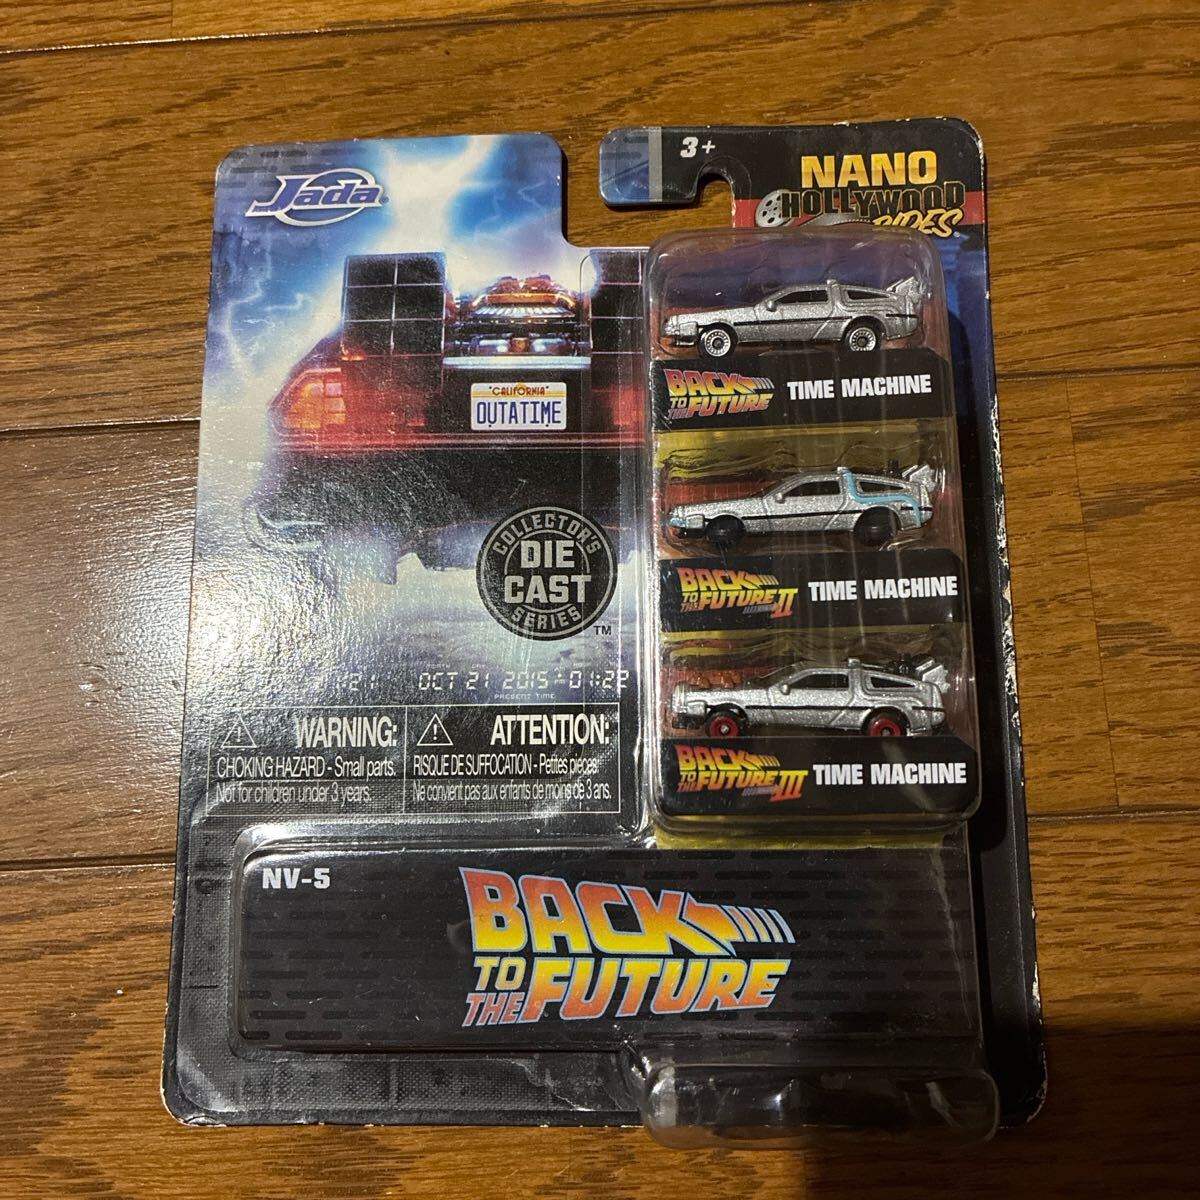 Jada
3+
NANO
HOLLYWOOD
RIDES
BACK
TO
THE FUTURE
TIME MACHINE
CALIFORNIA
OUTATIME
COLLECTOR'S
DIE
CAST
SERIES
TM
BACK
TO
THE FUTURE II
TIME MACHINE
OCT 21 2015 01:22
PRESENT TIME
BACK
TO
THE FUTURE III
TIME MACHINE
WARNING:
CHOKING HAZARD - Small parts.
Not for children under 3 years.
ATTENTION:
RISQUE DE SUFFOCATION - Petites pièces.
Ne convient pas aux enfants de moins de 3 ans.
NV-5
BACK
TO
THE FUTURE